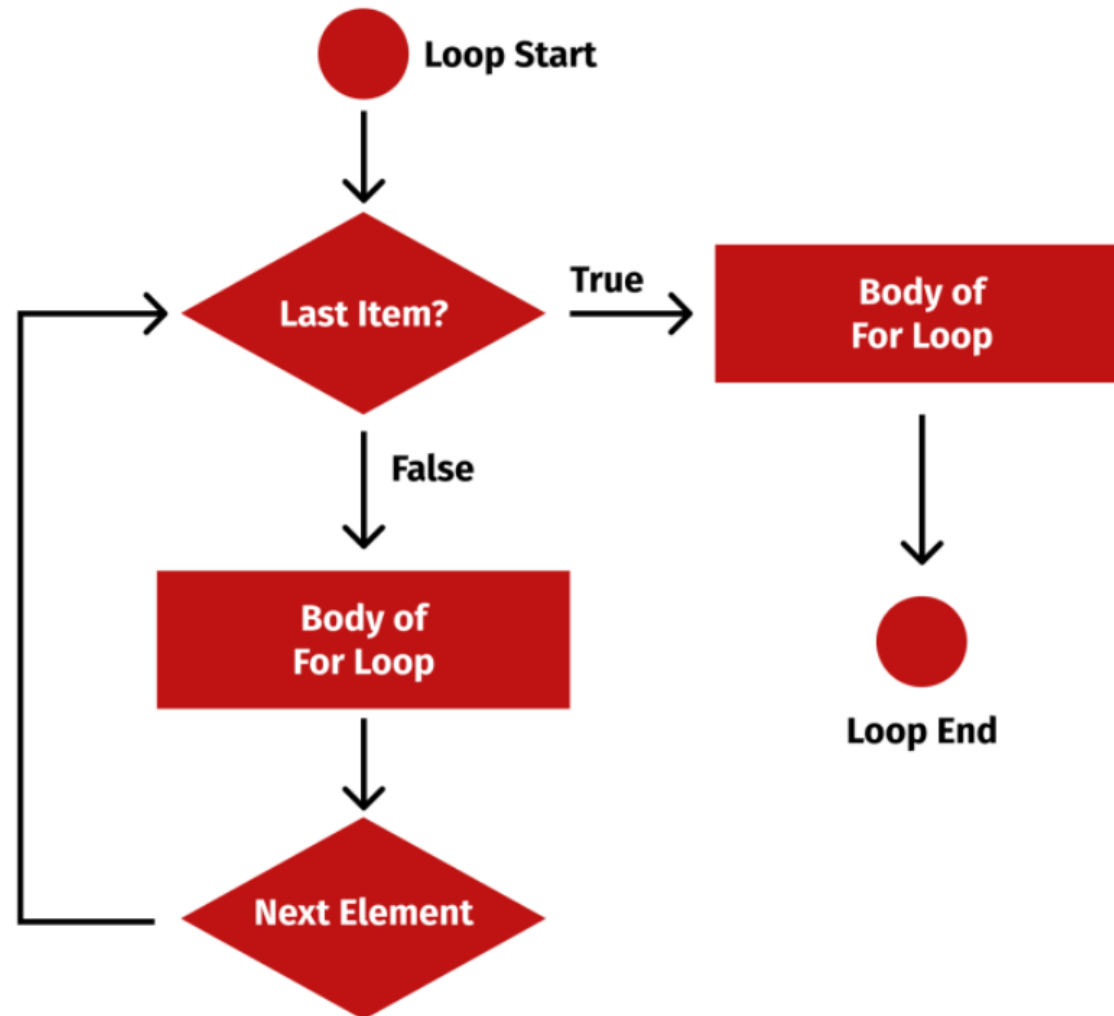 Loop Start
Last Item?
True
Body of
For Loop
False
Body of
For Loop
Loop End
Next Element